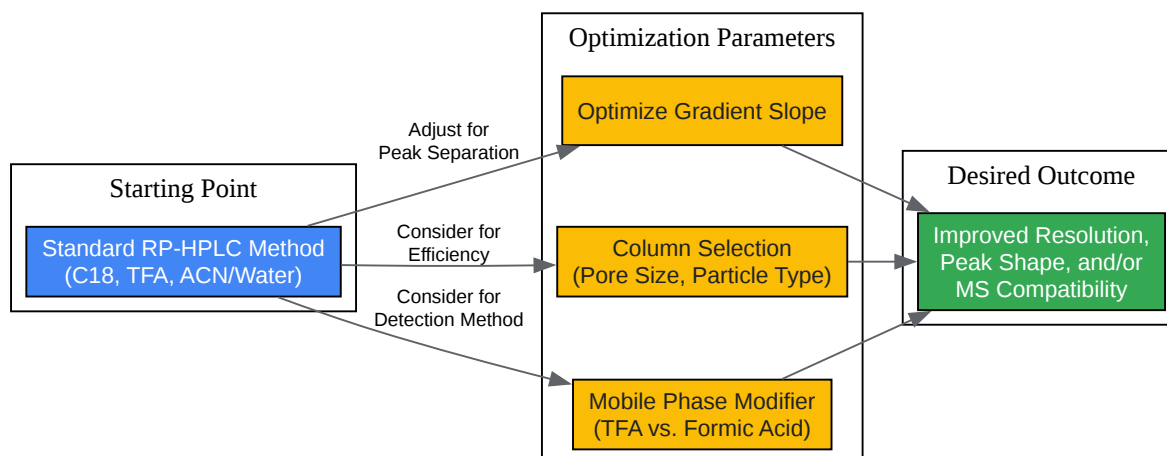 Starting Point
Standard RP-HPLC Method
(C18, TFA, ACN/Water)
Adjust for
Peak Separation
Consider for
Efficiency
Consider for
Detection Method
Optimization Parameters
Optimize Gradient Slope
Column Selection
(Pore Size, Particle Type)
Mobile Phase Modifier
(TFA vs. Formic Acid)
Desired Outcome
Improved Resolution,
Peak Shape, and/or
MS Compatibility